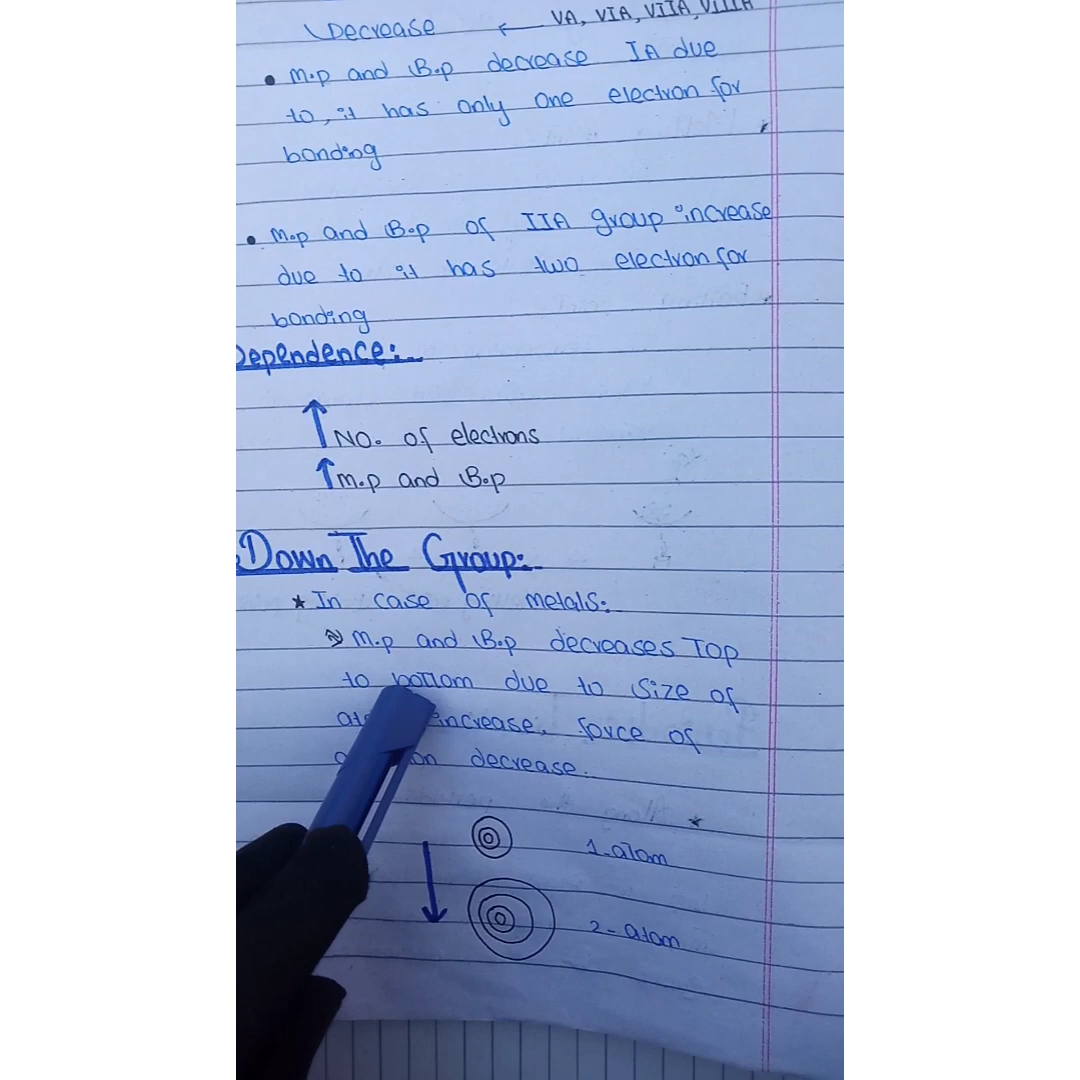 Decrease ← VA, VIA, VIIA, VIIIA
• M.p and B.p decrease IA due
to, it has only one electron for
bonding
• M.p and B.p of IIA group increase
due to it has two electron for
bonding
Dependence:-
↑ NO. of electrons
↑ M.p and B.p
Down The Group:-
★ In case of metals:
M.p and B.p decreases Top
to bottom due to size of
increase, force of
decrease.
1-atom
2-atom